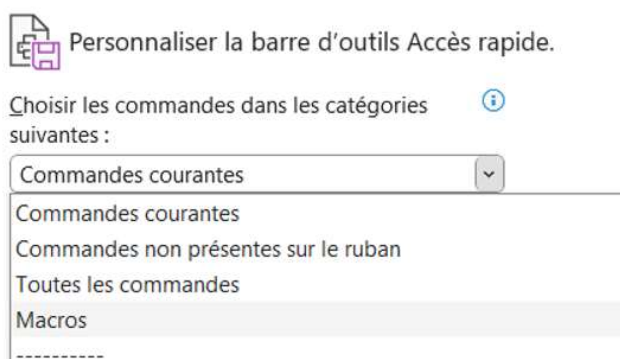 Personnaliser la barre d'outils Accès rapide.
Choisir les commandes dans les catégories
suivantes :
Commandes courantes
Commandes courantes
Commandes non présentes sur le ruban
Toutes les commandes
Macros
----------